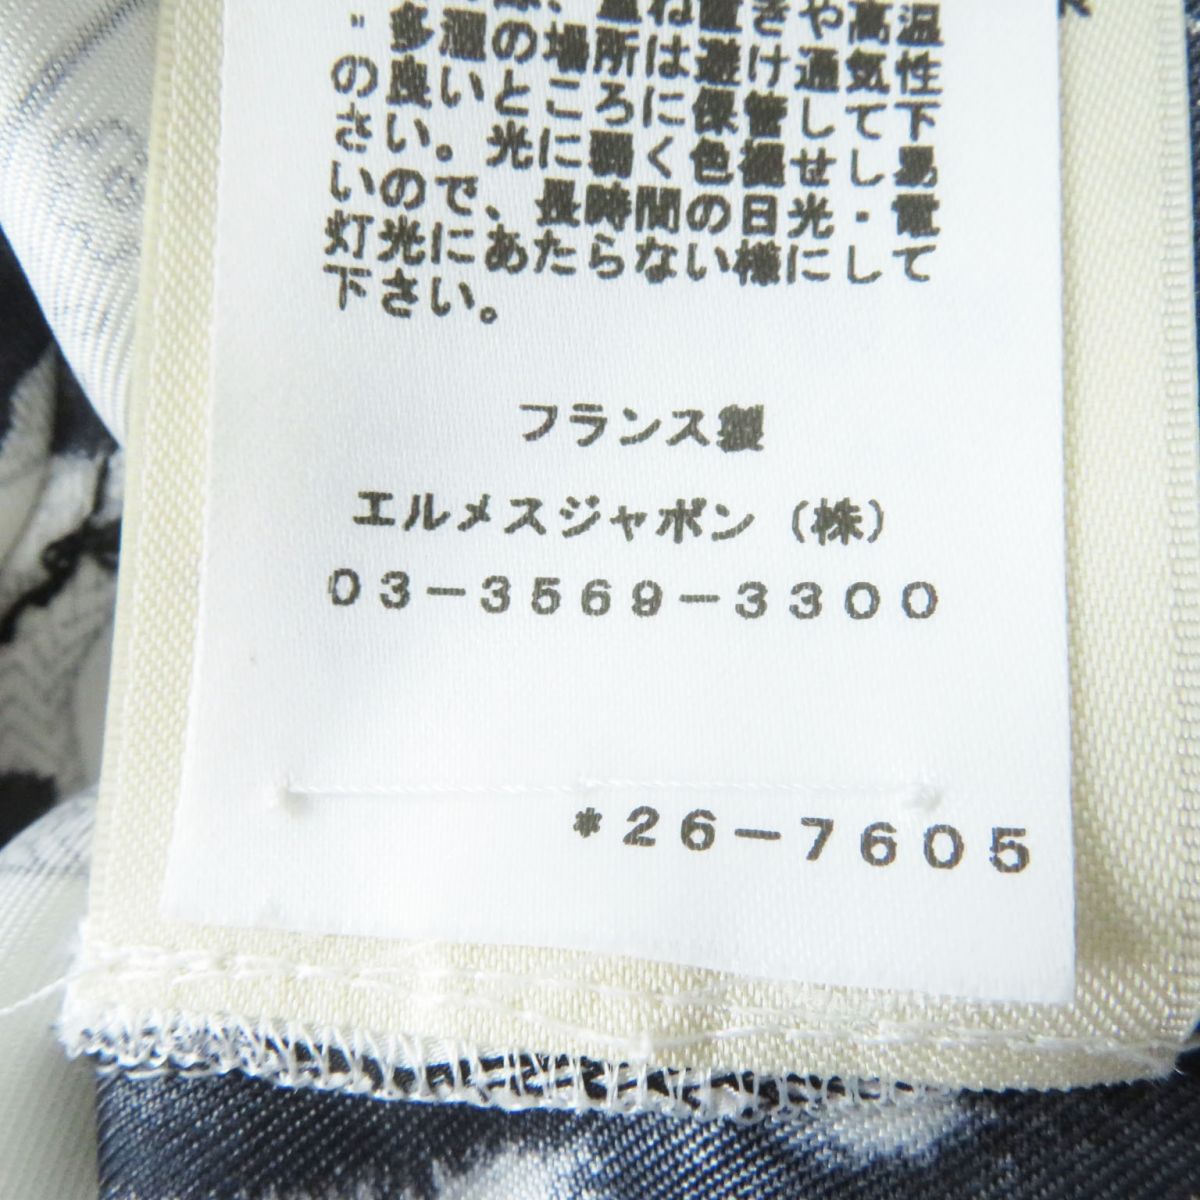 多湿の場所は避け通気性
の良いところに保管して下
さい。光に弱く色褪せし易
いので、長時間の日光・電
灯光にあたらない様にして
下さい。
フランス製
エルメスジャポン（株）
03-3569-3300
*26-7605